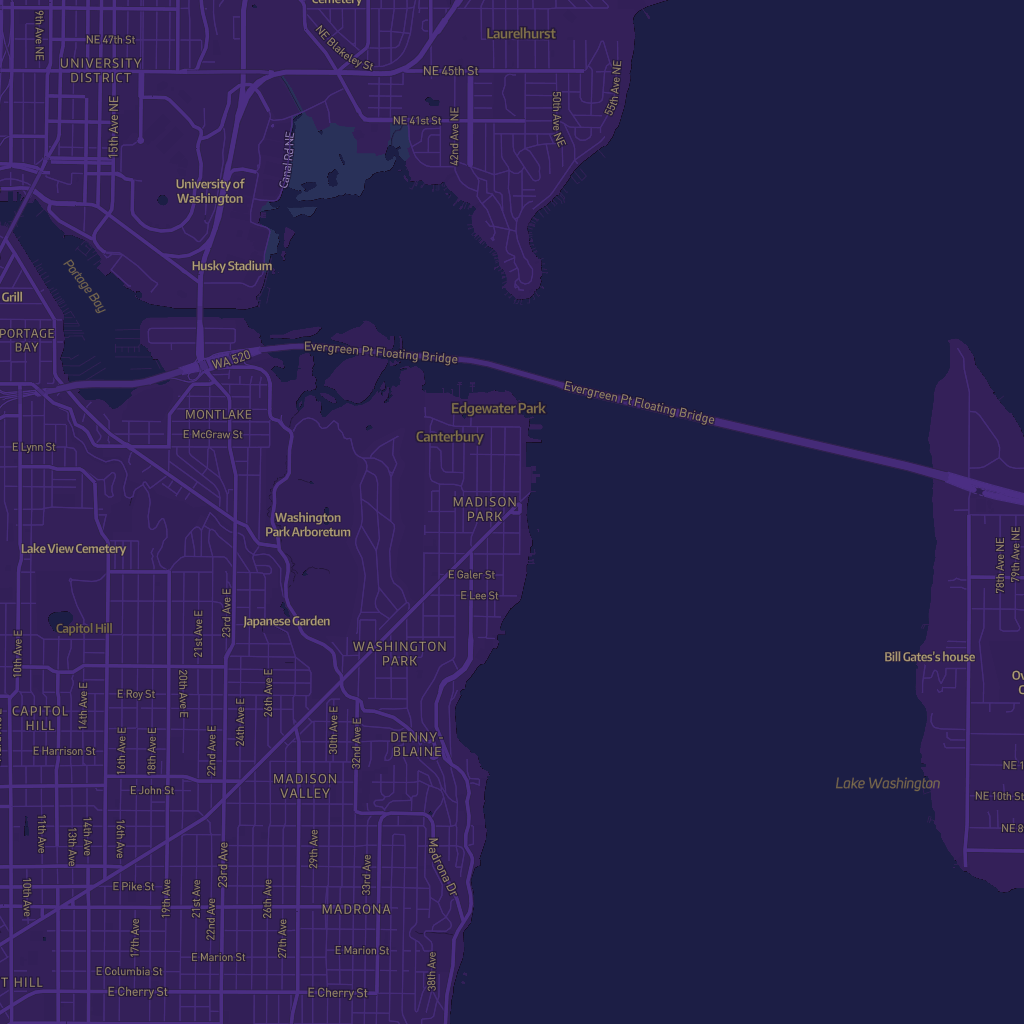 Cemetery
Laurelhurst
9th Ave NE
NE 47th St
NE Blakeley St
UNIVERSITY
DISTRICT
NE 45th St
55th Ave NE
50th Ave NE
15th Ave NE
NE 41st St
42nd Ave NE
Canal Rd NE
University of
Washington
Husky Stadium
Portage Bay
Grill
PORTAGE
BAY
WA 520
Evergreen Pt Floating Bridge
Evergreen Pt Floating Bridge
MONTLAKE
Edgewater Park
E McGraw St
Canterbury
E Lynn St
MADISON
PARK
Washington
Park Arboretum
Lake View Cemetery
78th Ave NE
79th Ave NE
E Galer St
E Lee St
23rd Ave E
21st Ave E
Japanese Garden
Capitol Hill
10th Ave E
WASHINGTON
PARK
Bill Gates's house
Ov
C
E Roy St
20th Ave E
26th Ave E
14th Ave E
CAPITOL
HILL
24th Ave E
30th Ave E
32nd Ave E
DENNY-
BLAINE
E Harrison St
16th Ave E
18th Ave E
22nd Ave E
NE 1
MADISON
VALLEY
E John St
Lake Washington
NE 10th St
NE 8
11th Ave
13th Ave
14th Ave
16th Ave
29th Ave
23rd Ave
33rd Ave
Madrona Dr
E Pike St
10th Ave
19th Ave
21st Ave
22nd Ave
26th Ave
MADRONA
17th Ave
27th Ave
E Marion St
E Marion St
38th Ave
E Columbia St
T HILL
E Cherry St
E Cherry St